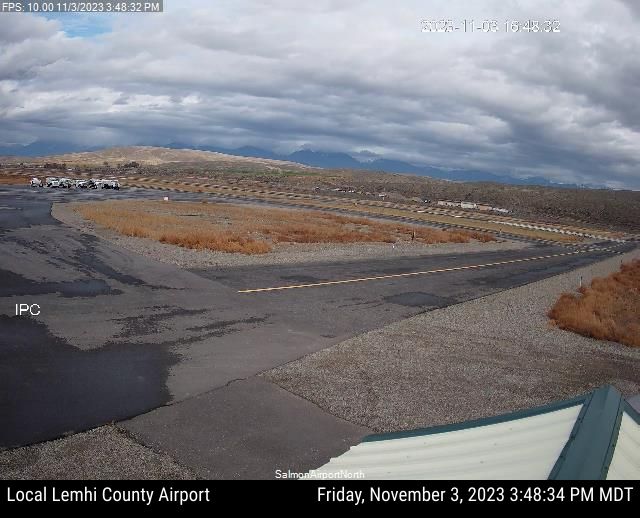 FPS: 10.00 11/3/2023 3:48:32 PM
2023-11-03 16:48:32
IPC
SalmonAirportNorth
Local Lemhi County Airport
Friday, November 3, 2023 3:48:34 PM MDT